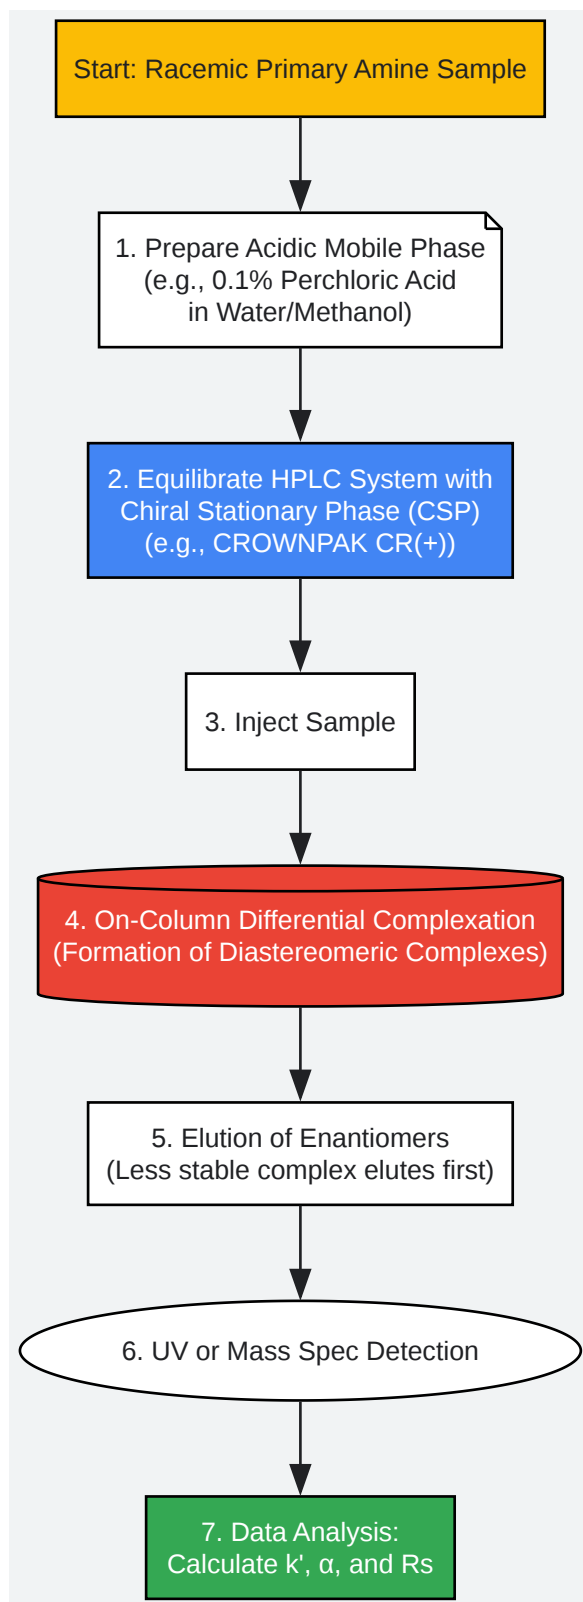 Start: Racemic Primary Amine Sample
1. Prepare Acidic Mobile Phase
(e.g., 0.1% Perchloric Acid
in Water/Methanol)
2. Equilibrate HPLC System with
Chiral Stationary Phase (CSP)
(e.g., CROWNPAK CR(+))
3. Inject Sample
4. On-Column Differential Complexation
(Formation of Diastereomeric Complexes)
5. Elution of Enantiomers
(Less stable complex elutes first)
6. UV or Mass Spec Detection
7. Data Analysis:
Calculate k', α, and Rs